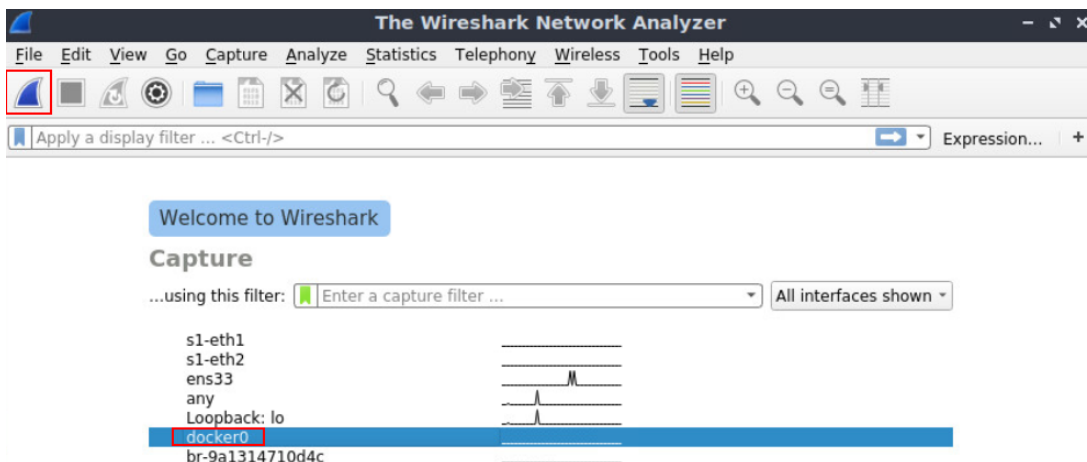 The Wireshark Network Analyzer
File Edit View Go Capture Analyze Statistics Telephony Wireless Tools Help
Apply a display filter ... <Ctrl-/> Expression... +
Welcome to Wireshark
Capture
...using this filter: Enter a capture filter ... All interfaces shown
s1-eth1
s1-eth2
ens33
any
Loopback: lo
docker0
br-9a1314710d4c